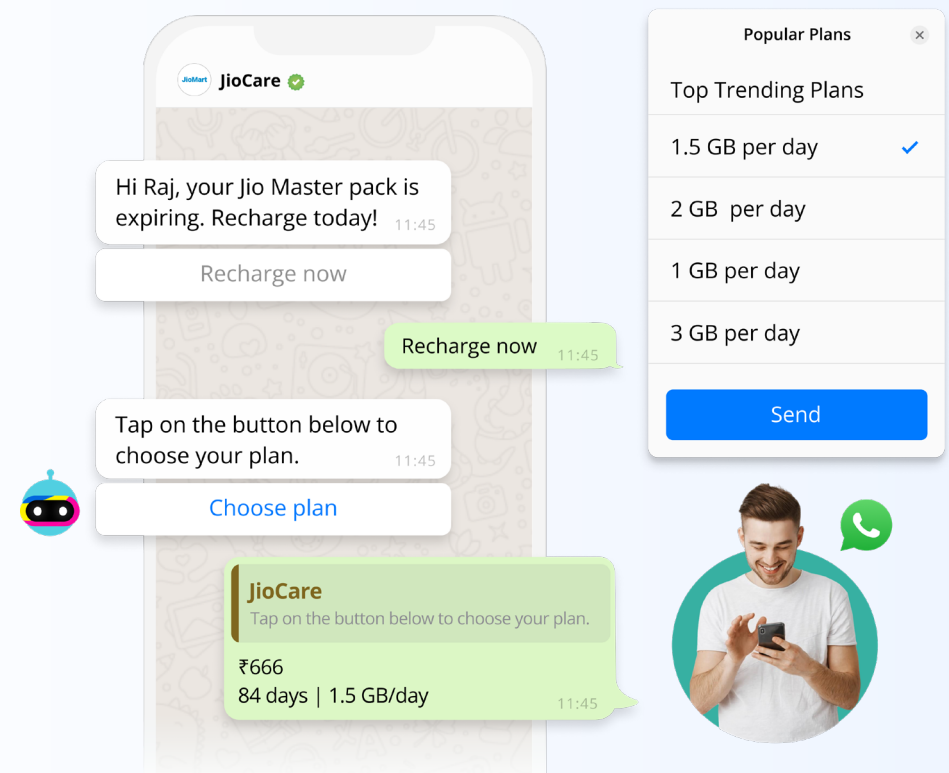 JioMart
JioCare
Hi Raj, your Jio Master pack is
expiring. Recharge today!
11:45
Recharge now
Recharge now
11:45
Tap on the button below to
choose your plan.
11:45
Choose plan
JioCare
Tap on the button below to choose your plan.
₹666
84 days | 1.5 GB/day
11:45
Popular Plans
Top Trending Plans
1.5 GB per day
2 GB per day
1 GB per day
3 GB per day
Send